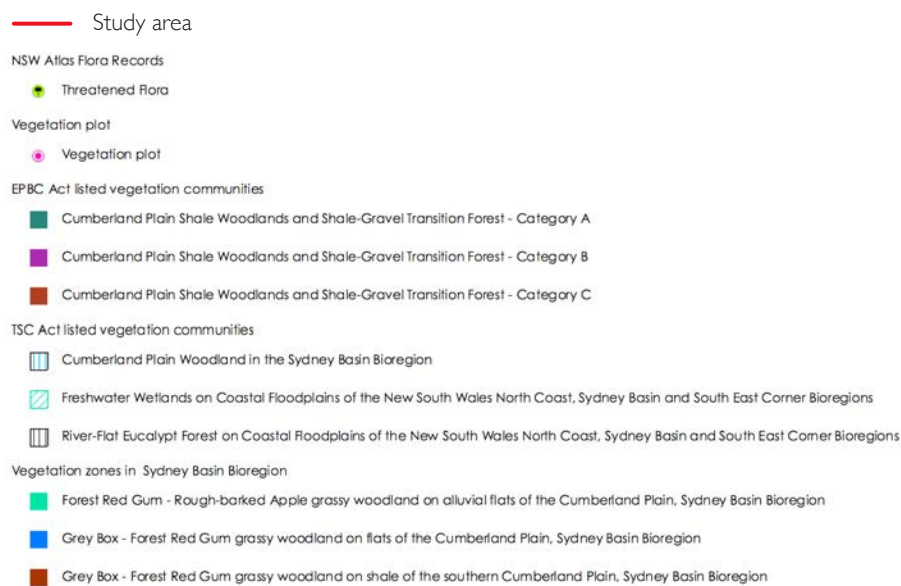 Study area
NSW Atlas Flora Records
Threatened Flora
Vegetation plot
Vegetation plot
EPBC Act listed vegetation communities
Cumberland Plain Shale Woodlands and Shale-Gravel Transition Forest - Category A
Cumberland Plain Shale Woodlands and Shale-Gravel Transition Forest - Category B
Cumberland Plain Shale Woodlands and Shale-Gravel Transition Forest - Category C
TSC Act listed vegetation communities
Cumberland Plain Woodland in the Sydney Basin Bioregion
Freshwater Wetlands on Coastal Floodplains of the New South Wales North Coast, Sydney Basin and South East Corner Bioregions
River-Flat Eucalypt Forest on Coastal Floodplains of the New South Wales North Coast, Sydney Basin and South East Corner Bioregions
Vegetation zones in Sydney Basin Bioregion
Forest Red Gum - Rough-barked Apple grassy woodland on alluvial flats of the Cumberland Plain, Sydney Basin Bioregion
Grey Box - Forest Red Gum grassy woodland on flats of the Cumberland Plain, Sydney Basin Bioregion
Grey Box - Forest Red Gum grassy woodland on shale of the southern Cumberland Plain, Sydney Basin Bioregion